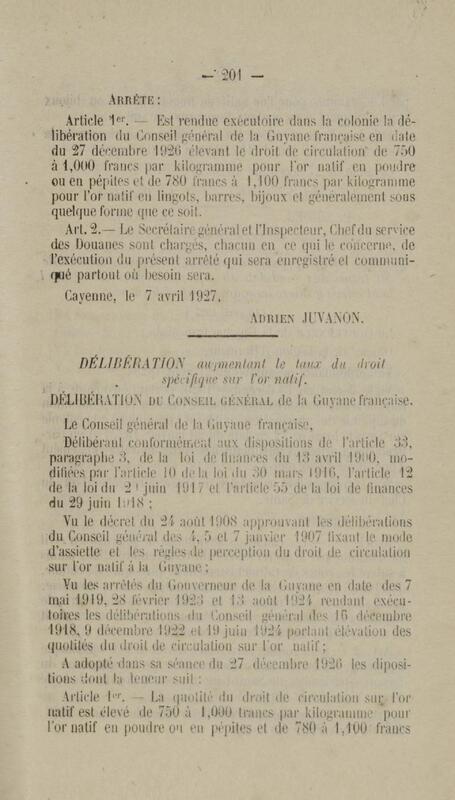 — 201 —
ARRÊTE :
Article 1er. — Est rendue exécutoire dans la colonie la dé-
libération du Conseil général de la Guyane française en date
du 27 décembre 1926 élevant le droit de circulation de 750
à 1,000 francs par kilogramme pour l'or natif en poudre
ou en pépites et de 780 francs à 1,100 francs par kilogramme
pour l'or natif en lingots, barres, bijoux et généralement sous
quelque forme que ce soit.
Art. 2.— Le Secrétaire général et l'Inspecteur, Chef du service
des Douanes sont chargés, chacun en ce qui le concerne, de
l'exécution du présent arrêté qui sera enregistré et communi-
qué partout où besoin sera.
Cayenne, le 7 avril 1927.
ADRIEN JUVANON.
DÉLIBÉRATION augmentant le taux du droit
spécifique sur l'or natif.
DÉLIBÉRATION DU CONSEIL GÉNÉRAL de la Guyane française.
Le Conseil général de la Guyane française,
Délibérant conformément aux dispositions de l'article 33,
paragraphe 3, de la loi de finances du 13 avril 1900, mo-
difiées par l'article 10 de la loi du 30 mars 1916, l'article 12
de la loi du juin 1917 et l'article 55 de la loi de finances
du 29 juin 1918 ;
Vu le décret du 24 août 1908 approuvant les délibérations
du Conseil général des 4, 5 et 7 janvier 1907 fixant le mode
d'assiette et les règles de perception du droit de circulation
sur l'or natif á la Guyane ;
Vu les arrêtés du Gouverneur de la Guyane en date des 7
mai 1919, 28 février 1923 et 13 août 1924 rendant exécu-
toires les délibérations du Conseil général des 16 décembre
1918, 9 décembre 1922 et 19 juin 1924 portant élévation des
quotités du droit de circulation sur l'or natif ;
A adopté dans sa séance du 27 décembre 1926 les diposi-
tions dont la teneur suit :
Article 1er. — La quotité du droit de circulation sur l'or
natif est élevé de 750 à 1,000 francs par kilogramme pour
l'or natif en poudre ou en pépites et de 780 à 1,100 francs